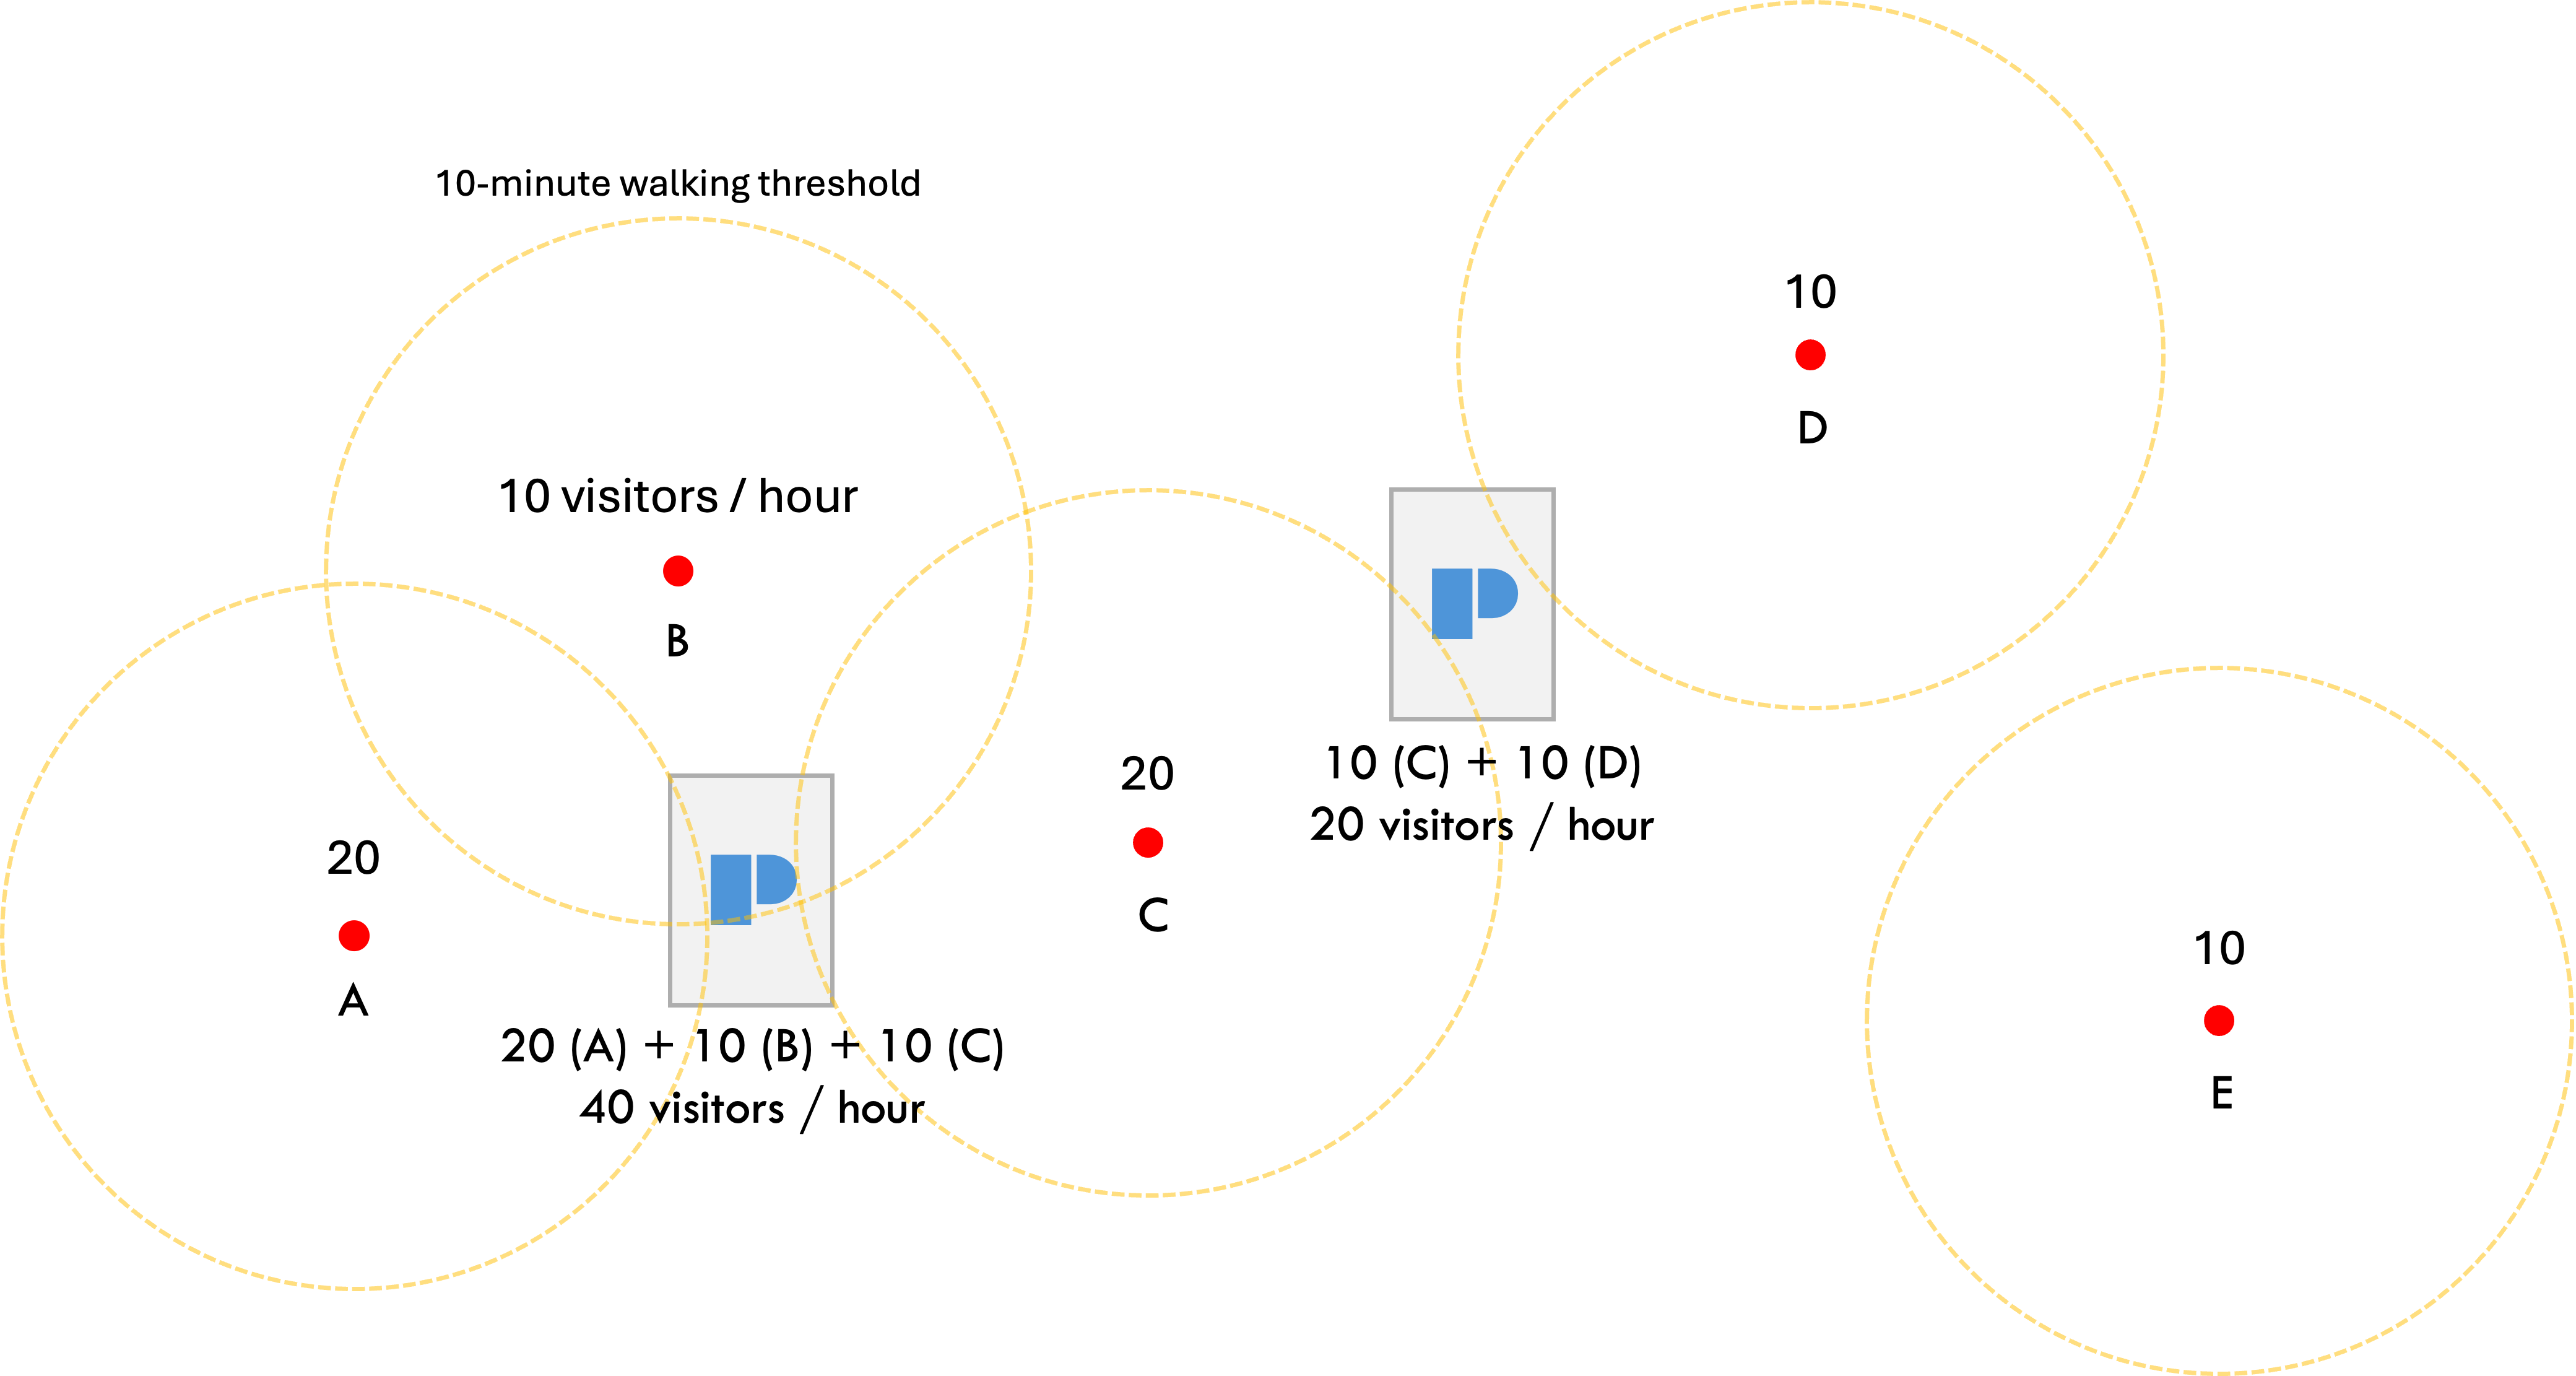 10-minute walking threshold
10
D
10 visitors / hour
B
20
C
10 (C) + 10 (D)
20 visitors / hour
20
A
20 (A) + 10 (B) + 10 (C)
40 visitors / hour
10
E